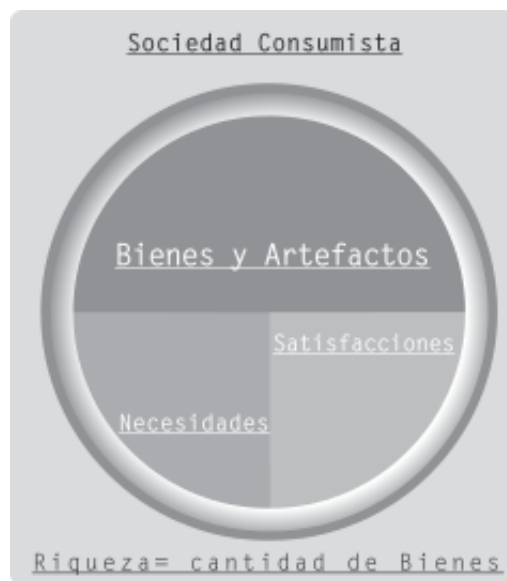 Sociedad Consumista
Bienes y Artefactos
Satisfacciones
Necesidades
Riqueza= cantidad de Bienes